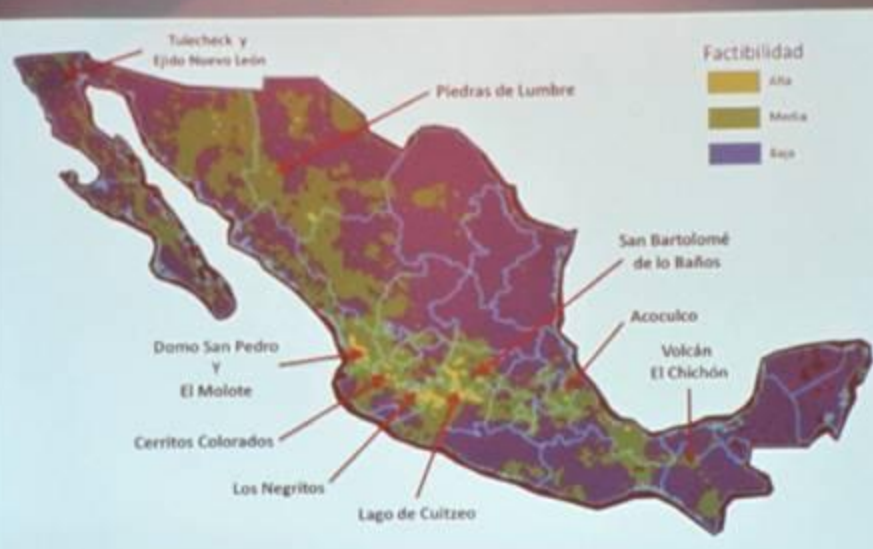 Tulecheck y
Ejido Nuevo León
Piedras de Lumbre
Factibilidad
Alta
Media
Baja
San Bartolomé
de lo Baños
Acoculco
Volcán
El Chichón
Domo San Pedro
Y
El Molote
Cerritos Colorados
Los Negritos
Lago de Cuitzeo